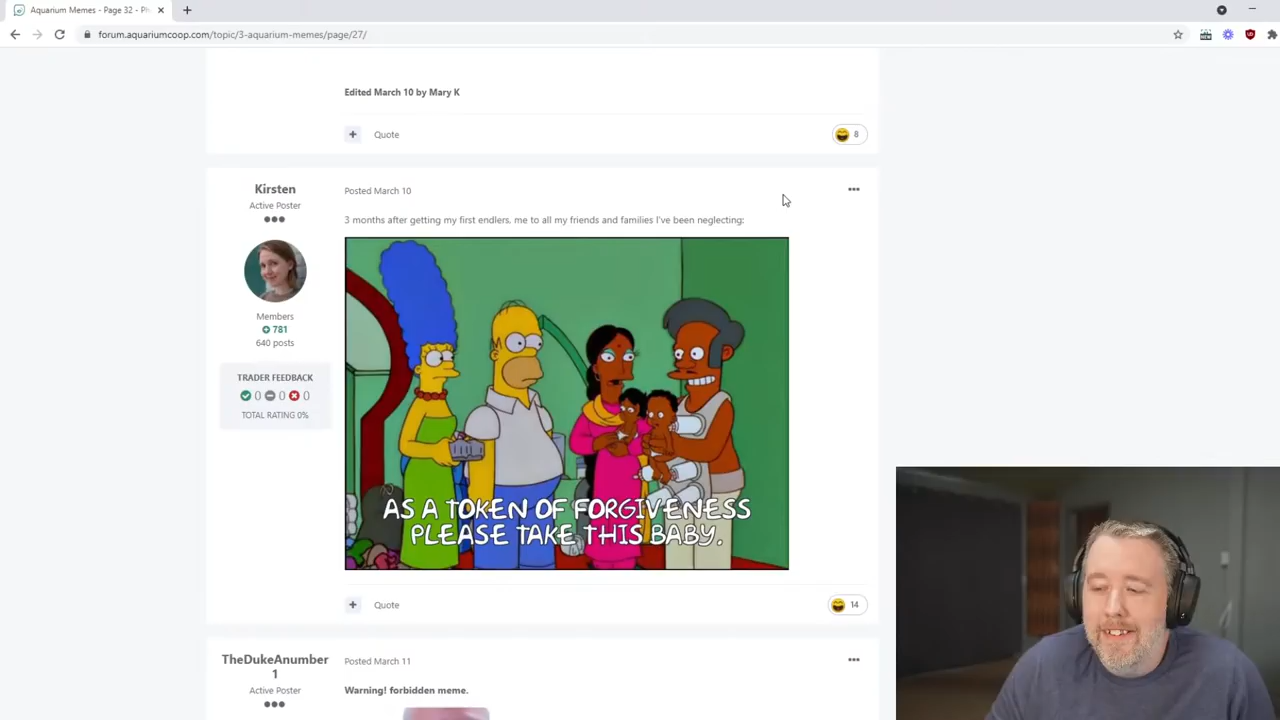 Aquarium Memes - Page 32 - Ph
forum.aquariumcoop.com/topic/3-aquarium-memes/page/27/
Edited March 10 by Mary K
Quote
8
Kirsten
Active Poster
Posted March 10
3 months after getting my first endlers, me to all my friends and families I've been neglecting:
AS A TOKEN OF FORGIVENESS
PLEASE TAKE THIS BABY.
Members
781
640 posts
TRADER FEEDBACK
0 0 0
TOTAL RATING 0%
Quote
14
TheDukeAnumber
1
Active Poster
Posted March 11
Warning! forbidden meme.